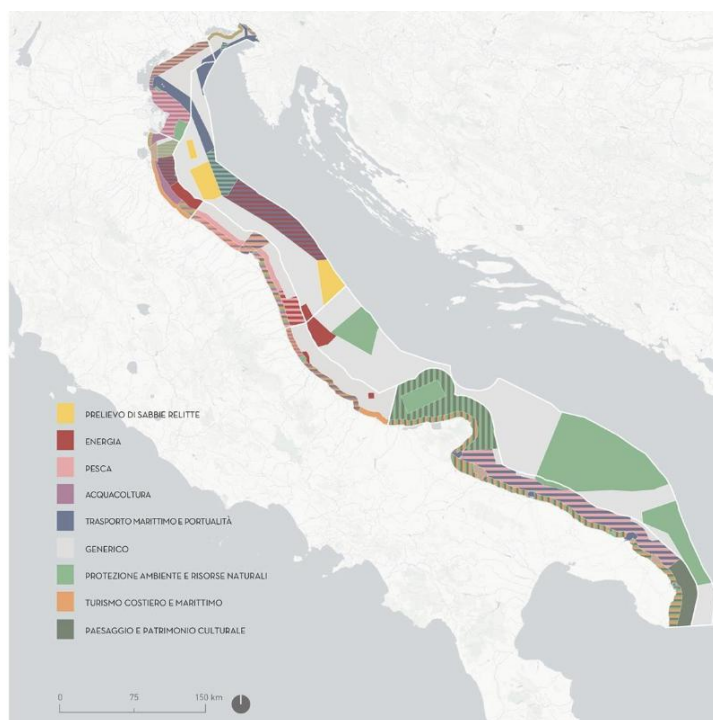 PRELIEVO DI SABBIE RELITTE
ENERGIA
PESCA
ACQUACOLTURA
TRASPORTO MARITTIMO E PORTUALITÀ
GENERICO
PROTEZIONE AMBIENTE E RISORSE NATURALI
TURISMO COSTIERO E MARITTIMO
PAESAGGIO E PATRIMONIO CULTURALE
0 75 150 km